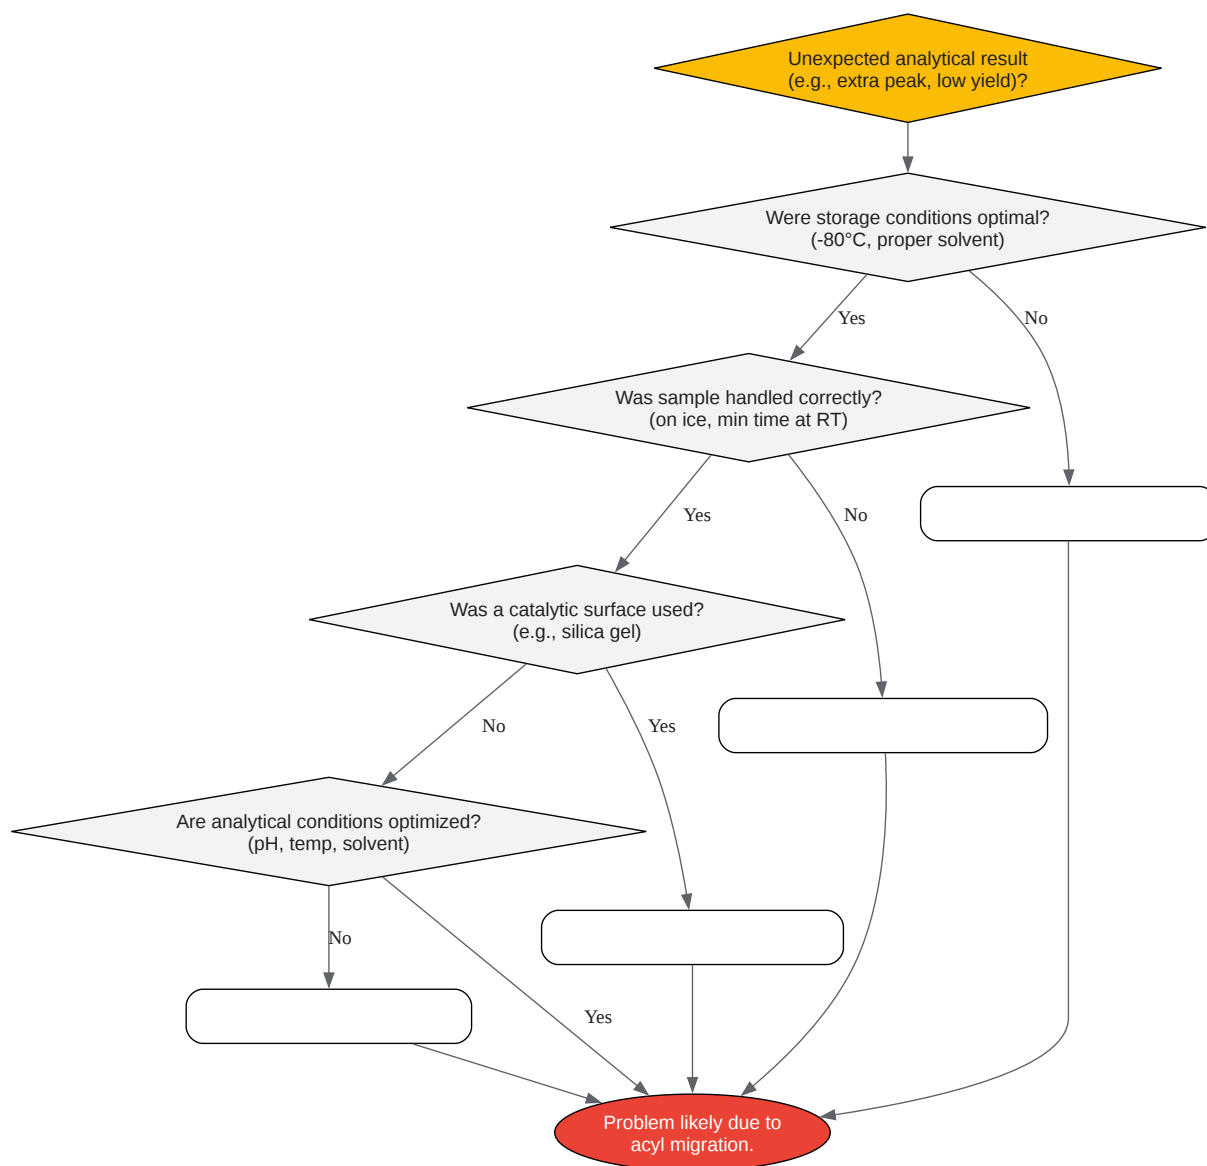 Unexpected analytical result
(e.g., extra peak, low yield)?
Were storage conditions optimal?
(-80°C, proper solvent)
Yes
No
Was sample handled correctly?
(on ice, min time at RT)
Yes
No
Was a catalytic surface used?
(e.g., silica gel)
No
Yes
Are analytical conditions optimized?
(pH, temp, solvent)
No
Yes
Problem likely due to
acyl migration.